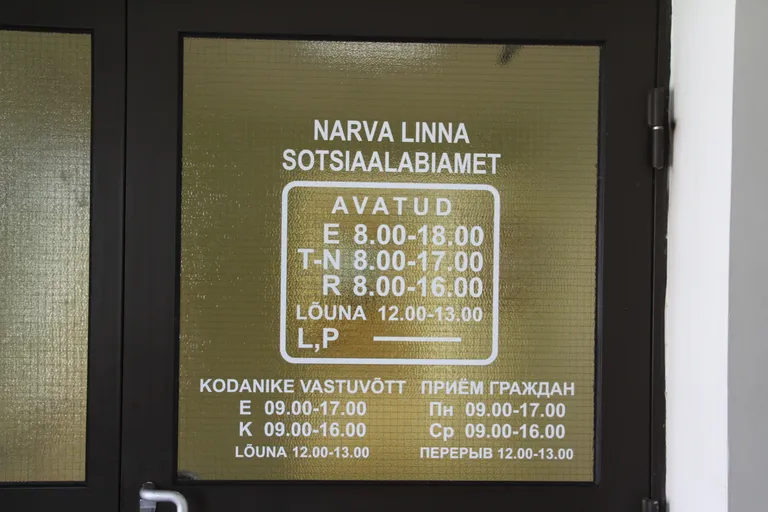 NARVA LINNA
SOTSIAALABIAMET
AVATUD
E 8.00-18.00
T-N 8.00-17.00
R 8.00-16.00
LÕUNA 12.00-13.00
L,P ———
KODANIKE VASTUVÕTT ПРИЁМ ГРАЖДАН
E 09.00-17.00 Пн 09.00-17.00
K 09.00-16.00 Ср 09.00-16.00
LÕUNA 12.00-13.00 ПЕРЕРЫВ 12.00-13.00